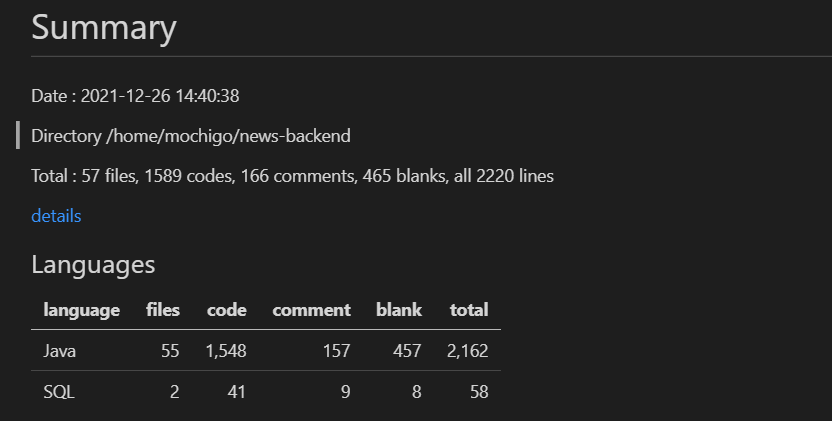 Summary
Date : 2021-12-26 14:40:38
Directory /home/mochigo/news-backend
Total : 57 files, 1589 codes, 166 comments, 465 blanks, all 2220 lines
details
Languages
language files code comment blank total
Java 55 1,548 157 457 2,162
SQL 2 41 9 8 58